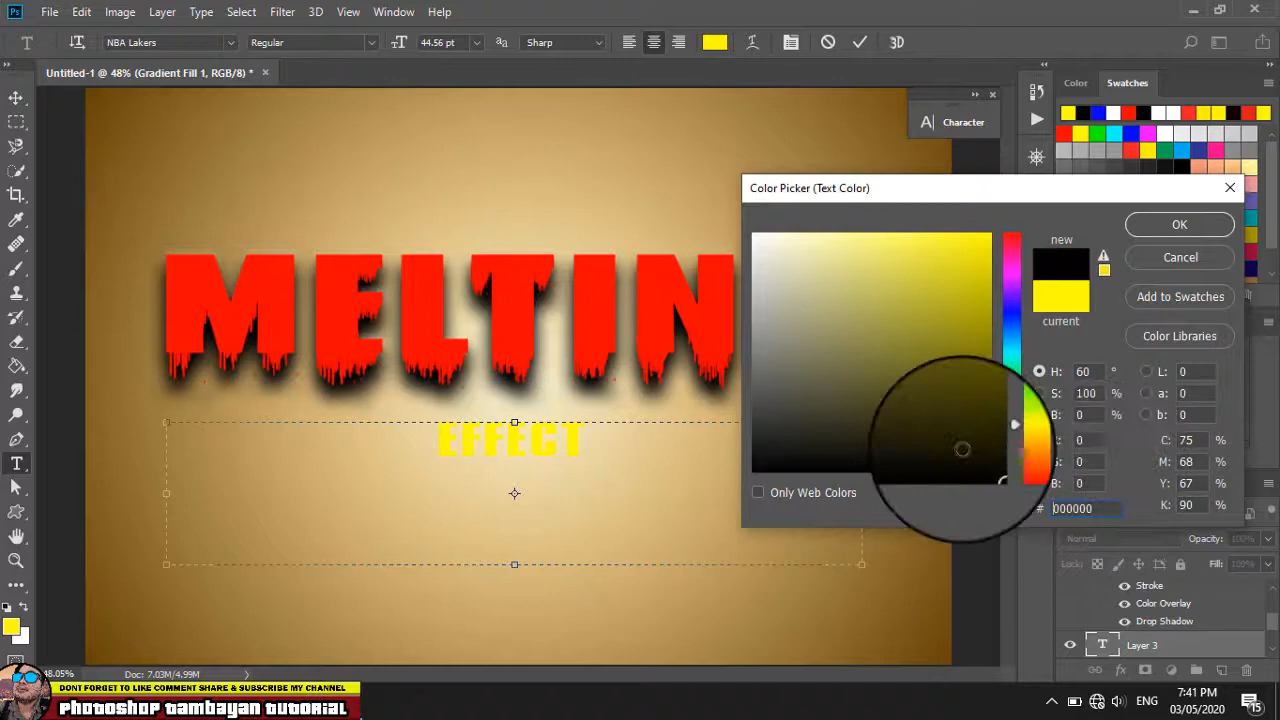 Ps File Edit Image Layer Type Select Filter 3D View Window Help
T NBA Lakers Regular 44.56 pt aa Sharp 3D
Untitled-1 @ 48% (Gradient Fill 1, RGB/8) *
Color Swatches
A| Character
Color Picker (Text Color)
OK
new
Cancel
Add to Swatches
current
Color Libraries
H: 60 ° L: 0
S: 100 % a: 0
B: 0 % b: 0
0 C: 75 %
0 M: 68 %
B: 0 Y: 67 %
# 000000 K: 90 %
Only Web Colors
MELTIN
EFFECT
Normal Opacity: 100%
Lock: Fill: 100%
Stroke
Color Overlay
Drop Shadow
T Layer 3
48.05% Doc: 7.03M/4.99M
DONT FORGET TO LIKE COMMENT SHARE & SUBSCRIBE MY CHANNEL
PHOTOSHOP TAMBAYAN TUTORIAL
ENG 7:41 PM
03/05/2020 15